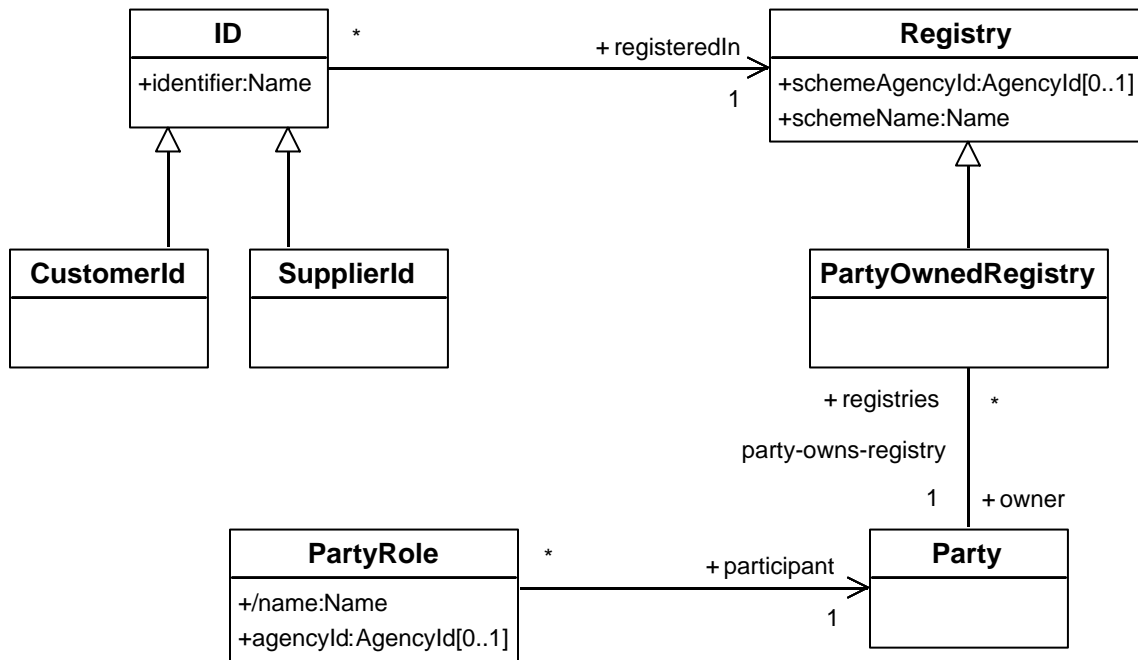 ID
+identifier:Name
*
+ registeredIn
1
Registry
+schemeAgencyId:AgencyId[0..1]
+schemeName:Name
CustomerId
SupplierId
PartyOwnedRegistry
+ registries
*
party-owns-registry
1
+ owner
PartyRole
+/name:Name
+agencyId:AgencyId[0..1]
*
+ participant
1
Party